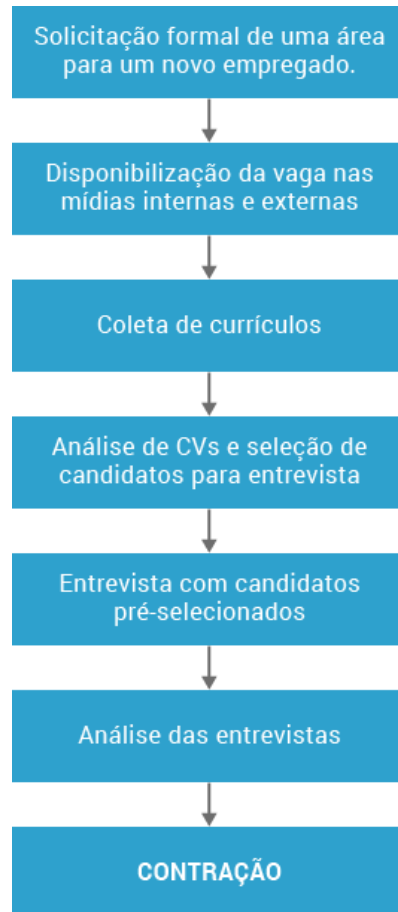 Solicitação formal de uma área
para um novo empregado.
Disponibilização da vaga nas
mídias internas e externas
Coleta de currículos
Análise de CVs e seleção de
candidatos para entrevista
Entrevista com candidatos
pré-selecionados
Análise das entrevistas
CONTRAÇÃO